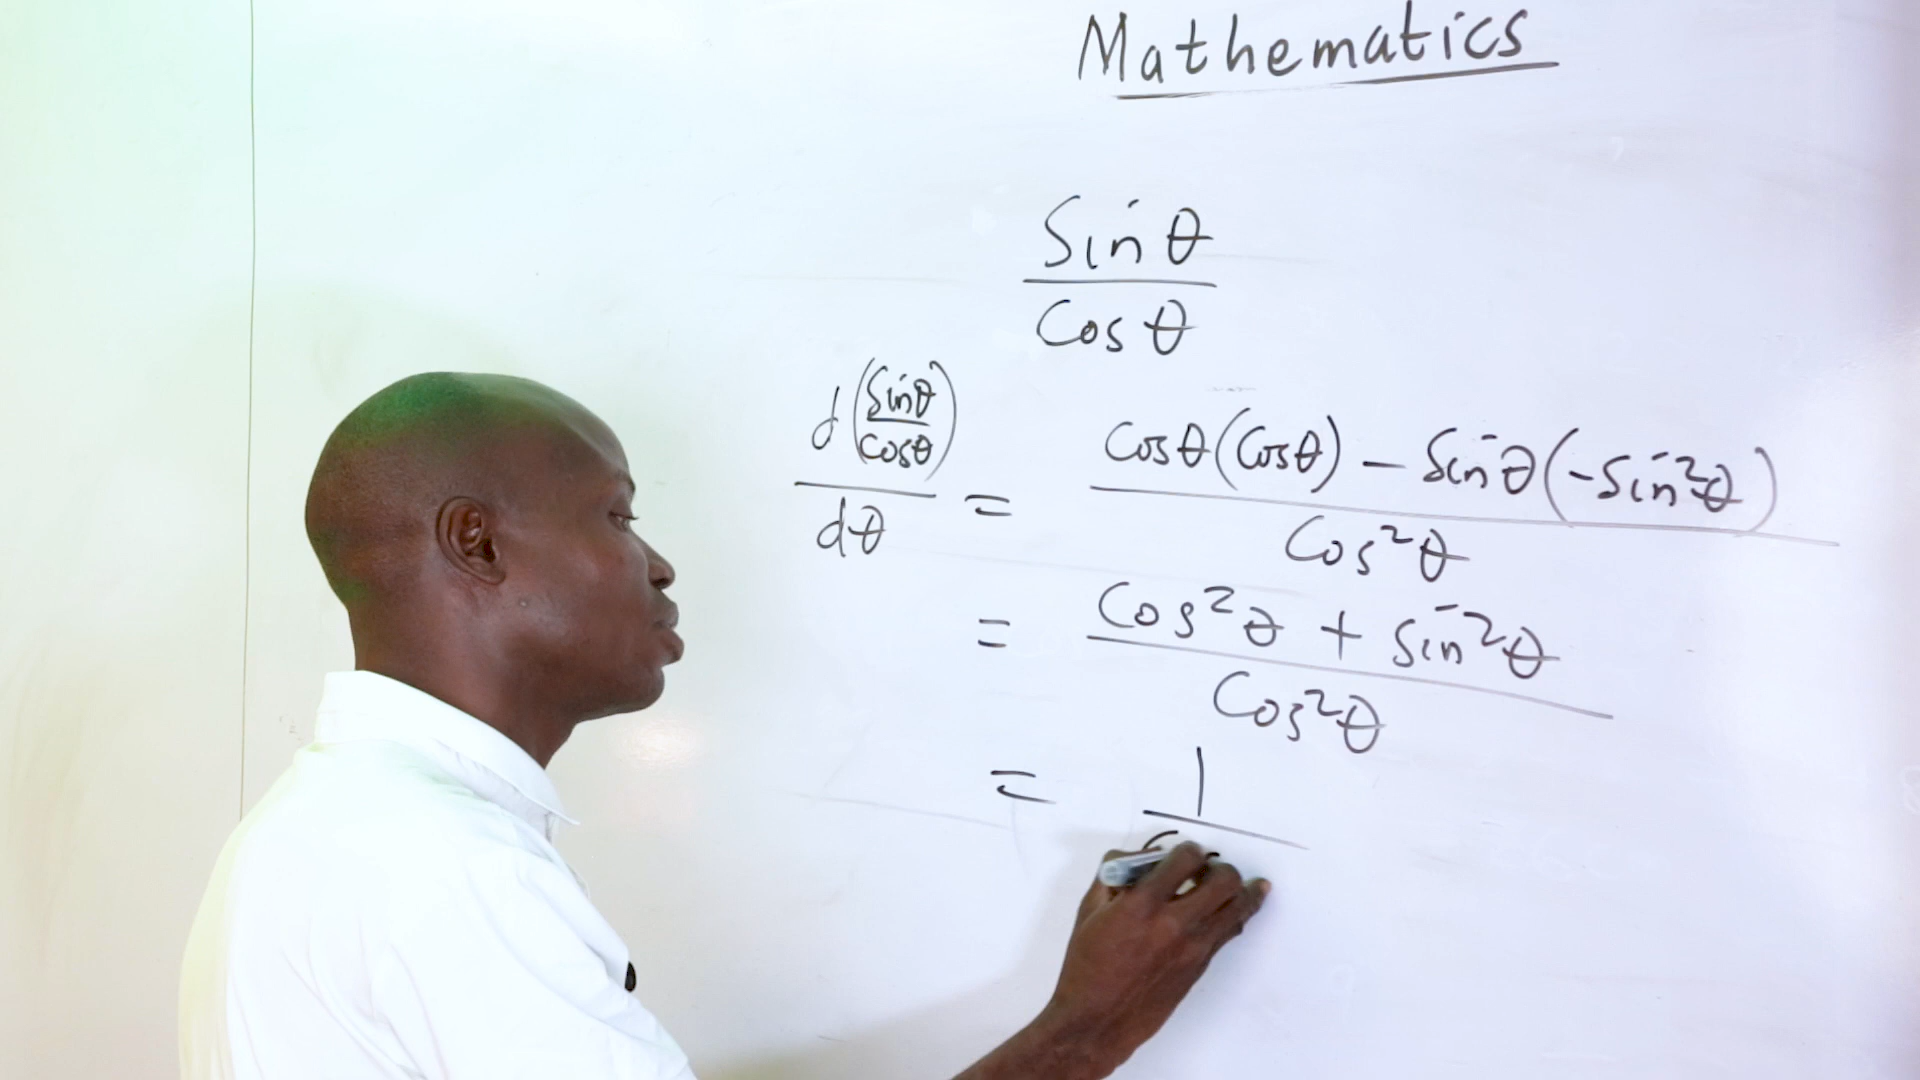 Mathematics
Sin θ
Cos θ
d(Sinθ/Cosθ)/dθ = Cosθ(Cosθ) − Sinθ(-Sin²θ)
Cos²θ
= Cos²θ + Sin²θ
Cos²θ
= 1